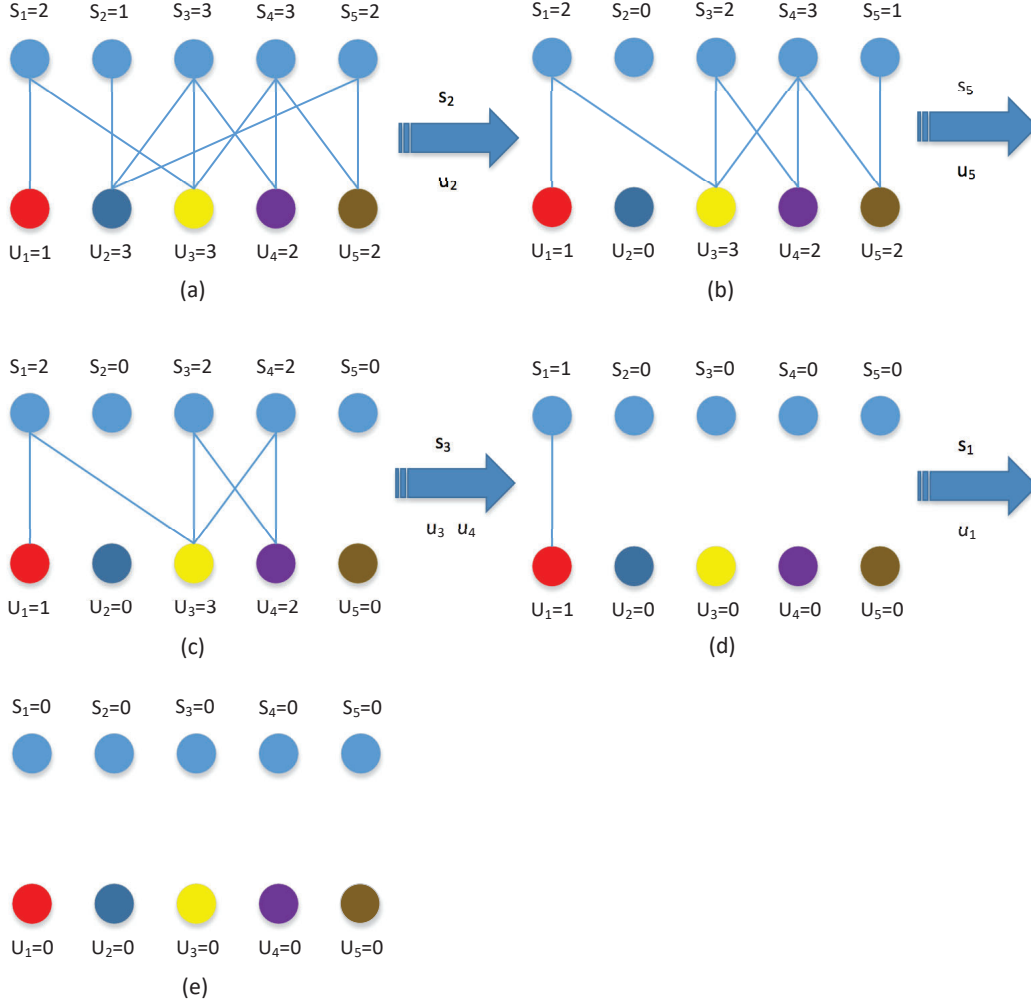 S₁=2 S₂=1 S₃=3 S₄=3 S₅=2
s₂
u₂
U₁=1 U₂=3 U₃=3 U₄=2 U₅=2
(a)
S₁=2 S₂=0 S₃=2 S₄=3 S₅=1
s₅
u₅
U₁=1 U₂=0 U₃=3 U₄=2 U₅=2
(b)
S₁=2 S₂=0 S₃=2 S₄=2 S₅=0
s₃
u₃ u₄
U₁=1 U₂=0 U₃=3 U₄=2 U₅=0
(c)
S₁=1 S₂=0 S₃=0 S₄=0 S₅=0
s₁
u₁
U₁=1 U₂=0 U₃=0 U₄=0 U₅=0
(d)
S₁=0 S₂=0 S₃=0 S₄=0 S₅=0
U₁=0 U₂=0 U₃=0 U₄=0 U₅=0
(e)